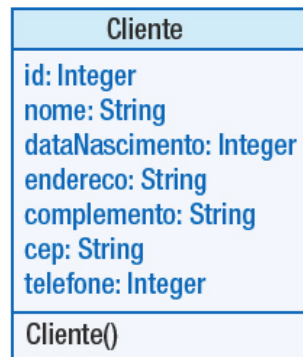 Cliente
id: Integer
nome: String
dataNascimento: Integer
endereco: String
complemento: String
cep: String
telefone: Integer
Cliente()